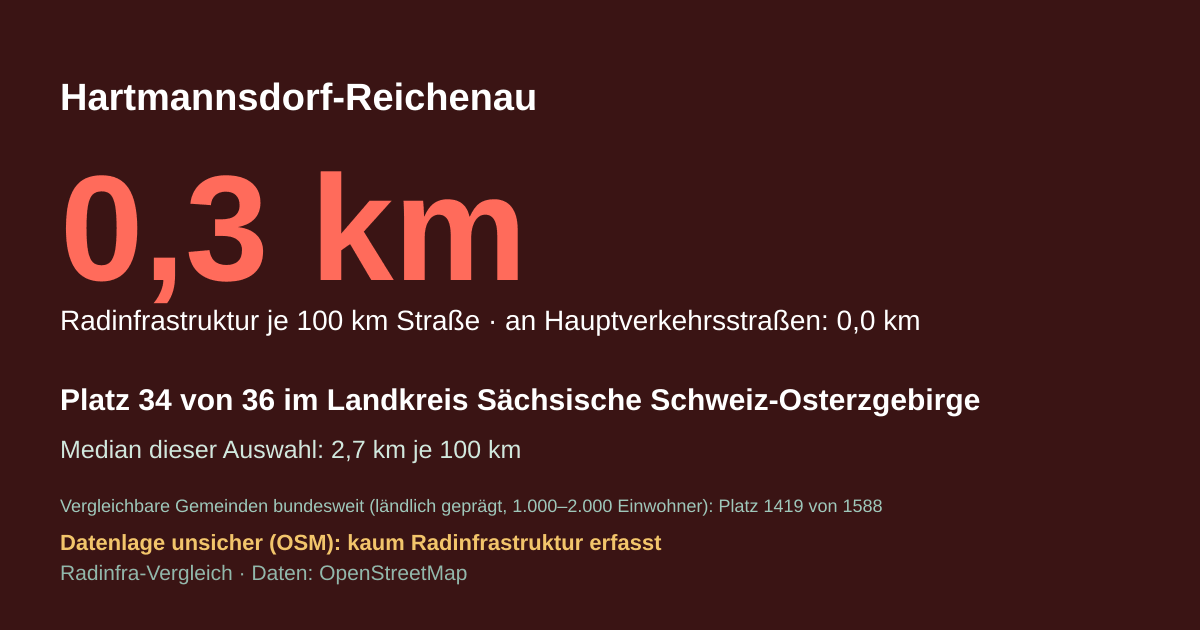 Hartmannsdorf-Reichenau
0,3 km
Radinfrastruktur je 100 km Straße · an Hauptverkehrsstraßen: 0,0 km
Platz 34 von 36 im Landkreis Sächsische Schweiz-Osterzgebirge
Median dieser Auswahl: 2,7 km je 100 km
Vergleichbare Gemeinden bundesweit (ländlich geprägt, 1.000–2.000 Einwohner): Platz 1419 von 1588
Datenlage unsicher (OSM): kaum Radinfrastruktur erfasst
Radinfra-Vergleich · Daten: OpenStreetMap